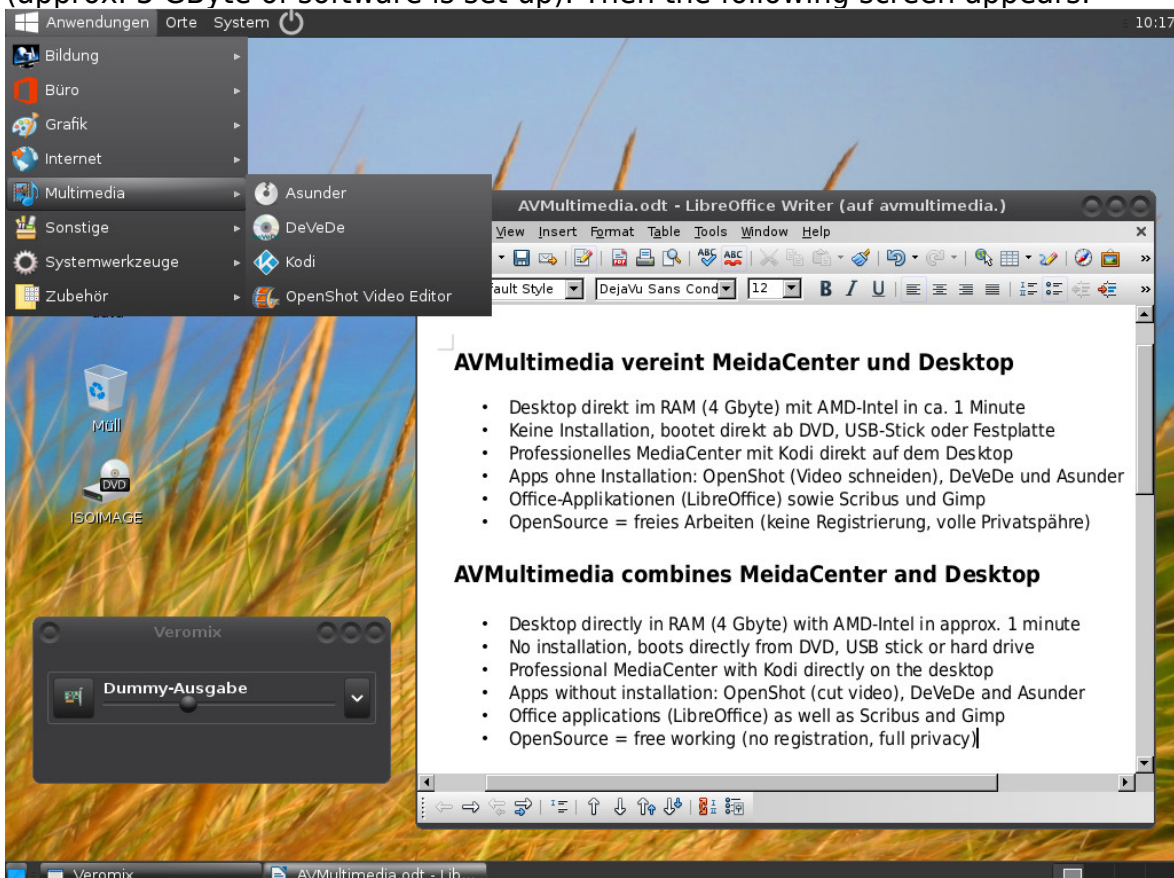 (approx. 3 GByte of software is set up). Then the following screen appears:
Anwendungen Orte System 10:17
Bildung
Büro
Grafik
Internet
Multimedia
Sonstige
Systemwerkzeuge
Zubehör
Asunder
DeVeDe
Kodi
OpenShot Video Editor
Müll
DVD
ISOIMAGE
AVMultimedia.odt - LibreOffice Writer (auf avmultimedia.)
View Insert Format Table Tools Window Help
ABC ABC
fault Style DejaVu Sans Cond 12 B I U
AVMultimedia vereint MeidaCenter und Desktop
• Desktop direkt im RAM (4 Gbyte) mit AMD-Intel in ca. 1 Minute
• Keine Installation, bootet direkt ab DVD, USB-Stick oder Festplatte
• Professionelles MediaCenter mit Kodi direkt auf dem Desktop
• Apps ohne Installation: OpenShot (Video schneiden), DeVeDe und Asunder
• Office-Applikationen (LibreOffice) sowie Scribus und Gimp
• OpenSource = freies Arbeiten (keine Registrierung, volle Privatspähre)
AVMultimedia combines MeidaCenter and Desktop
• Desktop directly in RAM (4 Gbyte) with AMD-Intel in approx. 1 minute
• No installation, boots directly from DVD, USB stick or hard drive
• Professional MediaCenter with Kodi directly on the desktop
• Apps without installation: OpenShot (cut video), DeVeDe and Asunder
• Office applications (LibreOffice) as well as Scribus and Gimp
• OpenSource = free working (no registration, full privacy)
Veromix
Dummy-Ausgabe
Veromix
AVMultimedia.odt - Lib...